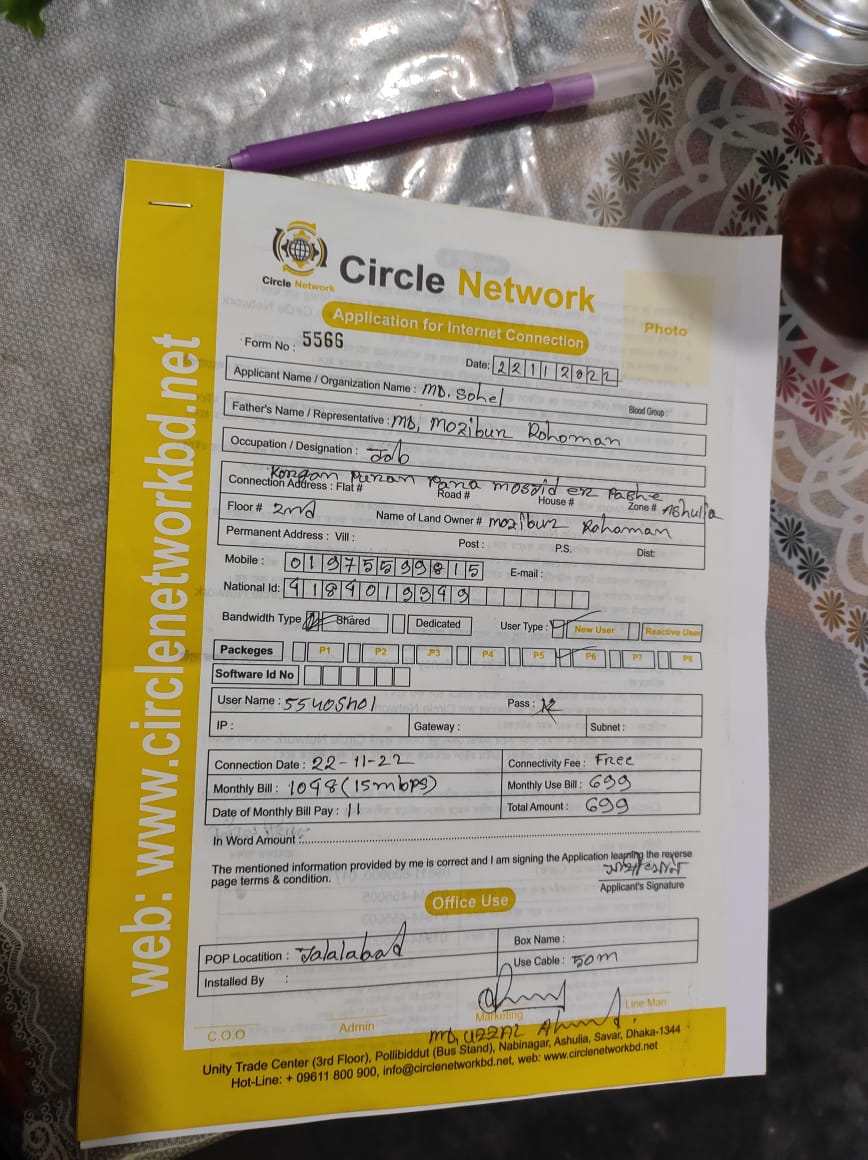 web: www.circlenetworkbd.net
Circle Network
Circle Network
Application for Internet Connection
Photo
Form No : 5566
Date: 22112022
Applicant Name / Organization Name : MD. Sohel
Blood Group :
Father's Name / Representative : MD, Mozibur Rohoman
Occupation / Designation : Job
Kongan Puran Para mosjid er Pashe
Connection Address : Flat # Road # House # Zone # Ashulia
Floor # 2nd Name of Land Owner # mozibur Rohoman
Permanent Address : Vill : Post : P.S. Dist:
Mobile : 01975599815 E-mail :
National Id: 4189019349
Bandwidth Type Shared Dedicated User Type : New User Reactive User
Packeges P1 P2 P3 P4 P5 P6 P7 P8
Software Id No
User Name : Pass : 12
IP : Gateway : Subnet :
Connection Date : 22-11-22 Connectivity Fee : Free
Monthly Bill : 1098 (15mbps) Monthly Use Bill : 699
Date of Monthly Bill Pay : 11 Total Amount : 699
In Word Amount :
The mentioned information provided by me is correct and I am signing the Application learning the reverse
page terms & condition.
Applicant's Signature
Office Use
POP Locatition : Jalalabad Box Name :
Installed By : Use Cable : 50m
C.O.O Admin Marketing Line Man
MD, UZZAL Ahmed
Unity Trade Center (3rd Floor), Pollibiddut (Bus Stand), Nabinagar, Ashulia, Savar, Dhaka-1344
Hot-Line: + 09611 800 900, info@circlenetworkbd.net, web: www.circlenetworkbd.net